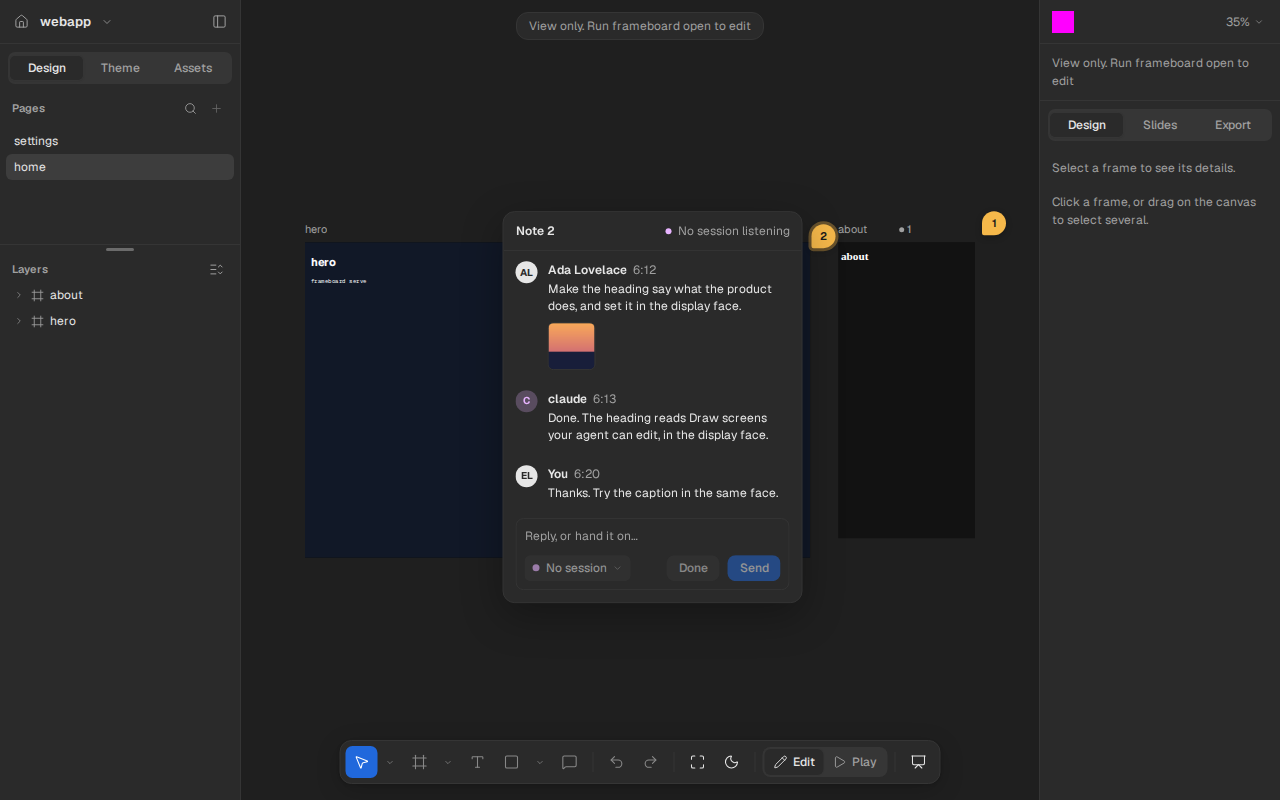 webapp
View only. Run frameboard open to edit
35%
View only. Run frameboard open to
edit
Design Theme Assets
Pages
settings
home
Layers
about
hero
hero
hero
frameboard serve
Note 2
No session listening
AL
Ada Lovelace 6:12
Make the heading say what the product
does, and set it in the display face.
C
claude 6:13
Done. The heading reads Draw screens
your agent can edit, in the display face.
EL
You 6:20
Thanks. Try the caption in the same face.
Reply, or hand it on…
No session
Done
Send
2
about
1
1
about
Design Slides Export
Select a frame to see its details.
Click a frame, or drag on the canvas
to select several.
Edit
Play